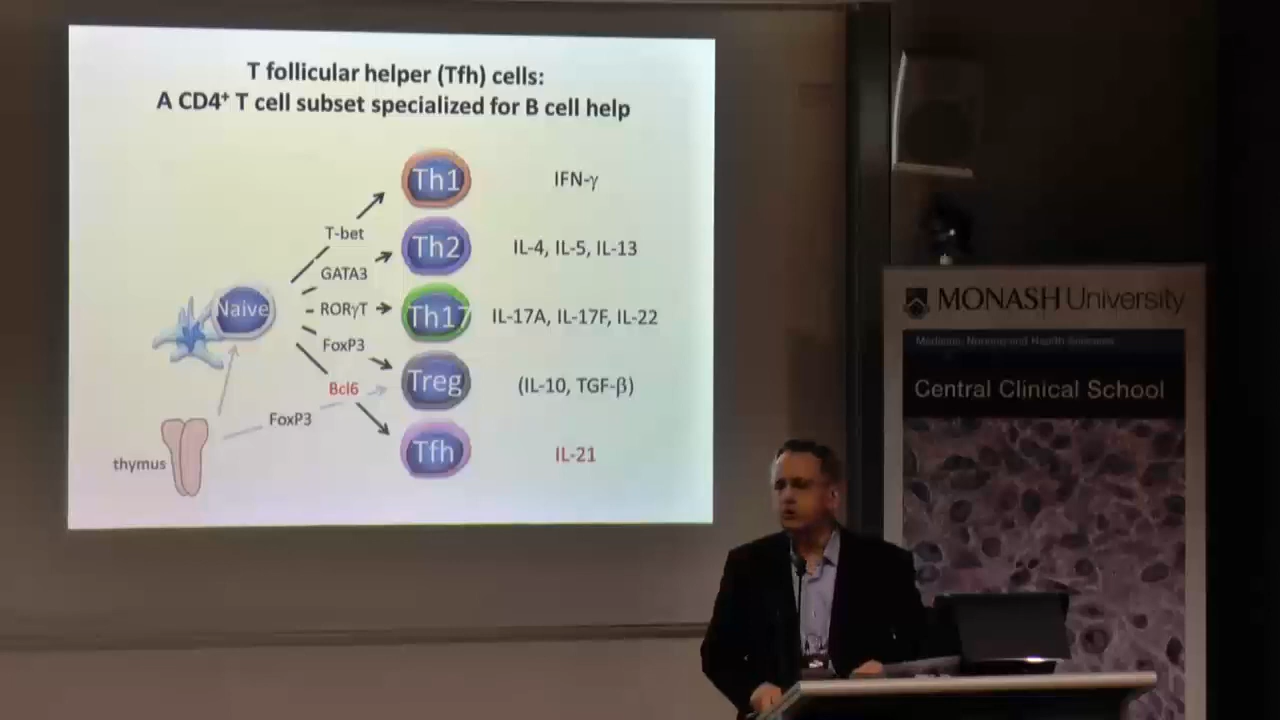 T follicular helper (Tfh) cells:
A CD4⁺ T cell subset specialized for B cell help
Th1
IFN-γ
T-bet
Th2
IL-4, IL-5, IL-13
GATA3
Naive
RORγT
Th17
IL-17A, IL-17F, IL-22
FoxP3
Treg
(IL-10, TGF-β)
Bcl6
FoxP3
Tfh
IL-21
thymus
MONASH University
Medicine, Nursing and Health Sciences
Central Clinical School